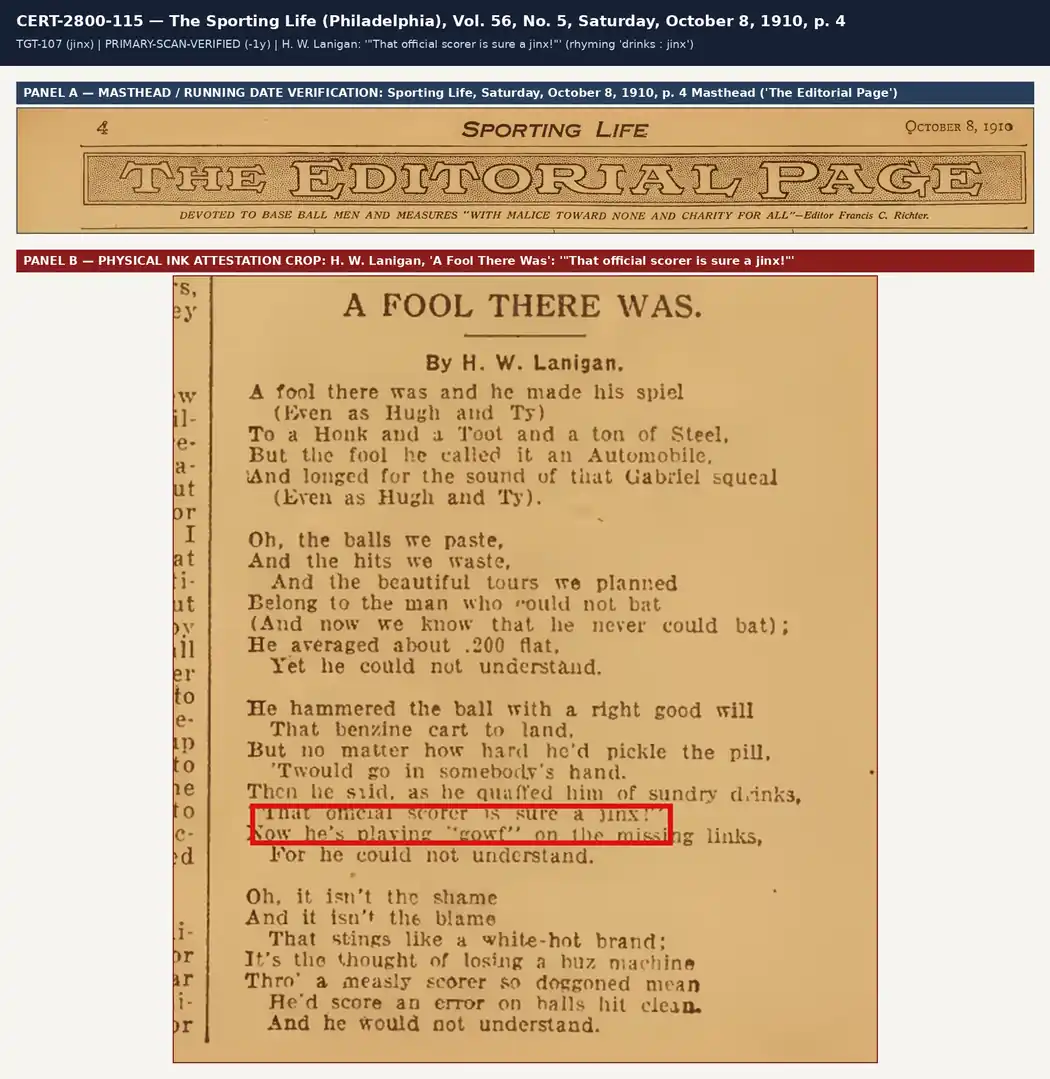 CERT-2800-115 — The Sporting Life (Philadelphia), Vol. 56, No. 5, Saturday, October 8, 1910, p. 4
TGT-107 (jinx) | PRIMARY-SCAN-VERIFIED (-1y) | H. W. Lanigan: '"That official scorer is sure a jinx!"' (rhyming 'drinks : jinx')
PANEL A — MASTHEAD / RUNNING DATE VERIFICATION: Sporting Life, Saturday, October 8, 1910, p. 4 Masthead ('The Editorial Page')
4 SPORTING LIFE OCTOBER 8, 1910
THE EDITORIAL PAGE
DEVOTED TO BASE BALL MEN AND MEASURES "WITH MALICE TOWARD NONE AND CHARITY FOR ALL"—Editor Francis C. Richter.
PANEL B — PHYSICAL INK ATTESTATION CROP: H. W. Lanigan, 'A Fool There Was': '"That official scorer is sure a jinx!"'
A FOOL THERE WAS.
By H. W. Lanigan.
A fool there was and he made his spiel
(Even as Hugh and Ty)
To a Honk and a Toot and a ton of Steel,
But the fool he called it an Automobile,
And longed for the sound of that Gabriel squeal
(Even as Hugh and Ty).
Oh, the balls we paste,
And the hits we waste,
And the beautiful tours we planned
Belong to the man who could not bat
(And now we know that he never could bat);
He averaged about .200 flat,
Yet he could not understand.
He hammered the ball with a right good will
That benzine cart to land,
But no matter how hard he'd pickle the pill,
'Twould go in somebody's hand.
Then he said, as he quaffed him of sundry drinks,
"That official scorer is sure a jinx!"
Now he's playing "gowf" on the missing links,
For he could not understand.
Oh, it isn't the shame
And it isn't the blame
That stings like a white-hot brand;
It's the thought of losing a buz machine
Thro' a measly scorer so doggoned mean
He'd score an error on balls hit clean.
And he would not understand.